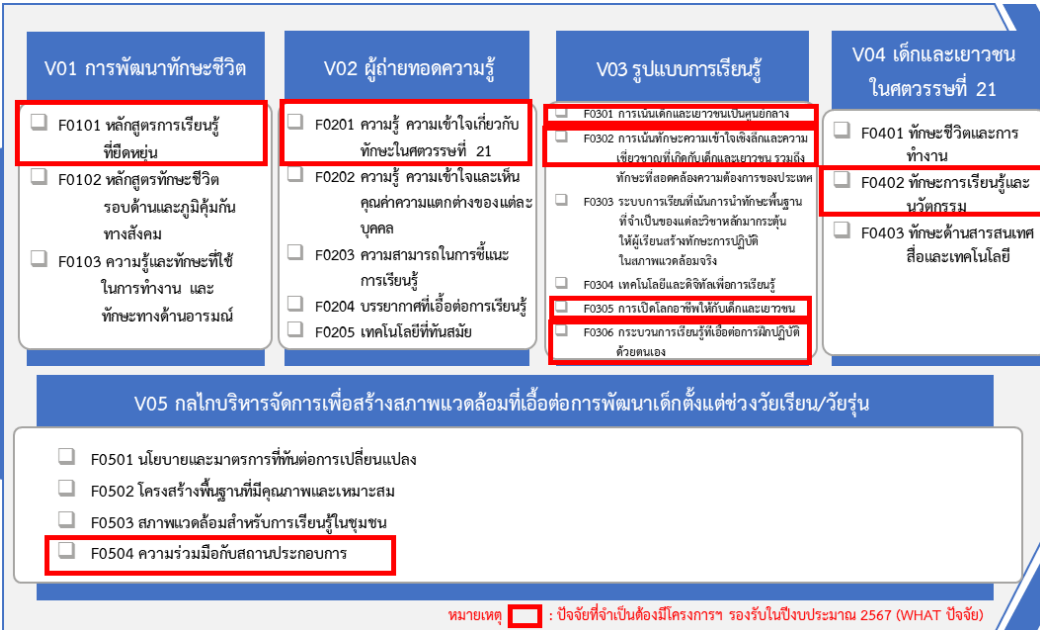 V01 การพัฒนาทักษะชีวิต
F0101 หลักสูตรการเรียนรู้
ที่ยืดหยุ่น
F0102 หลักสูตรทักษะชีวิต
รอบด้านและภูมิคุ้มกัน
ทางสังคม
F0103 ความรู้และทักษะที่ใช้
ในการทำงาน และ
ทักษะทางด้านอารมณ์
V02 ผู้ถ่ายทอดความรู้
F0201 ความรู้ ความเข้าใจเกี่ยวกับ
ทักษะในศตวรรษที่ 21
F0202 ความรู้ ความเข้าใจและเห็น
คุณค่าความแตกต่างของแต่ละ
บุคคล
F0203 ความสามารถในการชี้แนะ
การเรียนรู้
F0204 บรรยากาศที่เอื้อต่อการเรียนรู้
F0205 เทคโนโลยีที่ทันสมัย
V03 รูปแบบการเรียนรู้
F0301 การเน้นเด็กและเยาวชนเป็นศูนย์กลาง
F0302 การเน้นทักษะความเข้าใจเชิงลึกและความ
เชี่ยวชาญที่เกิดกับเด็กและเยาวชน รวมถึง
ทักษะที่สอดคล้องความต้องการของประเทศ
F0303 ระบบการเรียนที่เน้นการนำทักษะพื้นฐาน
ที่จำเป็นของแต่ละวิชาหลักมากระตุ้น
ให้ผู้เรียนสร้างทักษะการปฏิบัติ
ในสภาพแวดล้อมจริง
F0304 เทคโนโลยีและดิจิทัลเพื่อการเรียนรู้
F0305 การเปิดโลกอาชีพให้กับเด็กและเยาวชน
F0306 กระบวนการเรียนรู้ที่เอื้อต่อการฝึกปฏิบัติ
ด้วยตนเอง
V04 เด็กและเยาวชน
ในศตวรรษที่ 21
F0401 ทักษะชีวิตและการ
ทำงาน
F0402 ทักษะการเรียนรู้และ
นวัตกรรม
F0403 ทักษะด้านสารสนเทศ
สื่อและเทคโนโลยี
V05 กลไกบริหารจัดการเพื่อสร้างสภาพแวดล้อมที่เอื้อต่อการพัฒนาเด็กตั้งแต่ช่วงวัยเรียน/วัยรุ่น
F0501 นโยบายและมาตรการที่ทันต่อการเปลี่ยนแปลง
F0502 โครงสร้างพื้นฐานที่มีคุณภาพและเหมาะสม
F0503 สภาพแวดล้อมสำหรับการเรียนรู้ในชุมชน
F0504 ความร่วมมือกับสถานประกอบการ
หมายเหตุ : ปัจจัยที่จำเป็นต้องมีโครงการฯ รองรับในปีงบประมาณ 2567 (WHAT ปัจจัย)